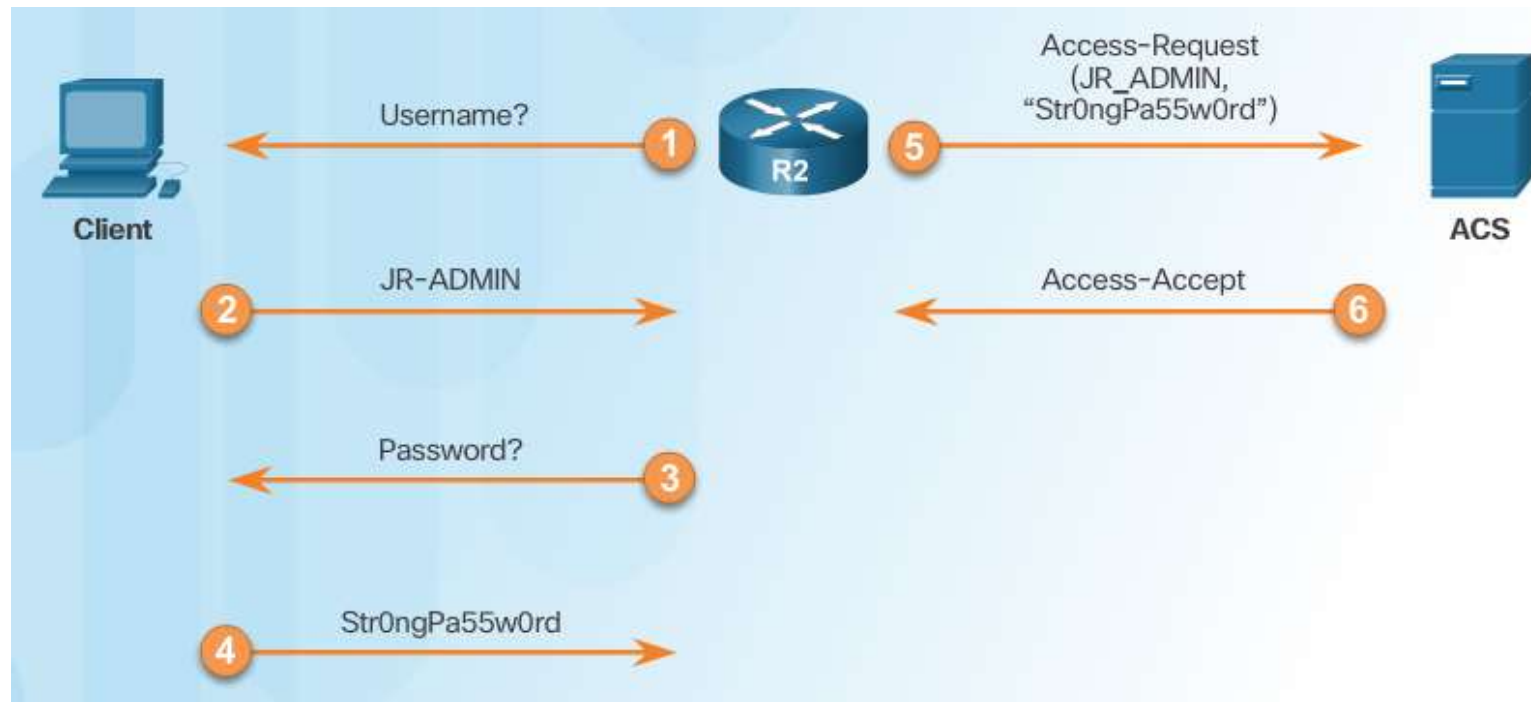 Client
Username?
1
R2
5
Access-Request
(JR_ADMIN,
“Str0ngPa55w0rd”)
ACS
2
JR-ADMIN
Access-Accept
6
Password?
3
4
Str0ngPa55w0rd